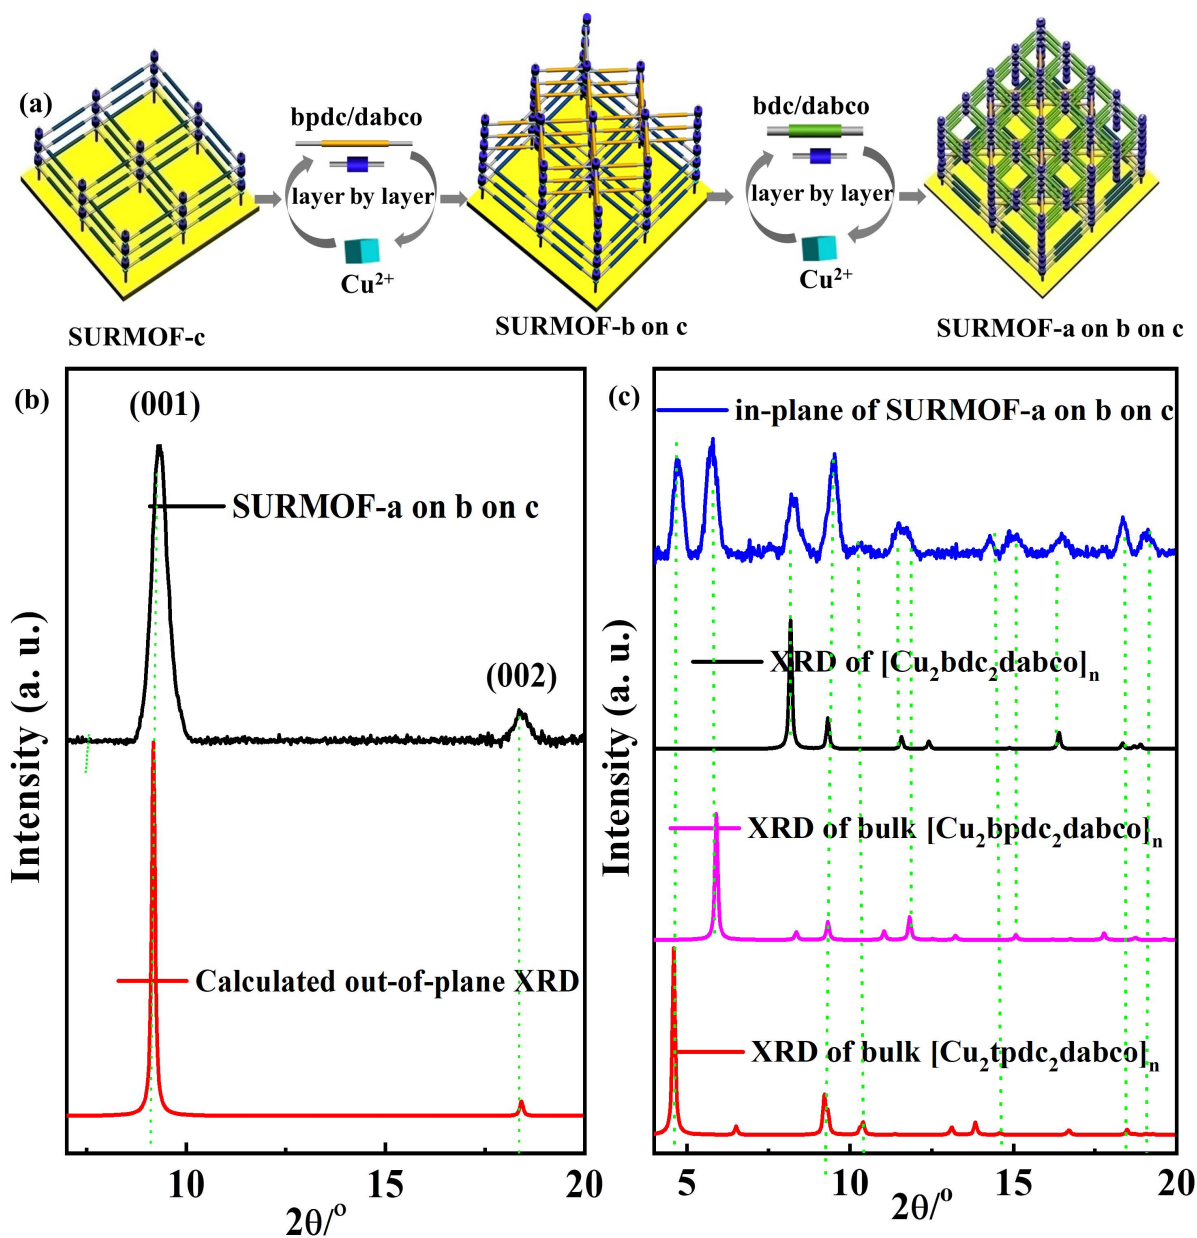 (a)
bpdc/dabco
layer by layer
Cu²⁺
bdc/dabco
layer by layer
Cu²⁺
SURMOF-c
SURMOF-b on c
SURMOF-a on b on c
(b)
(001)
SURMOF-a on b on c
(002)
Calculated out-of-plane XRD
Intensity (a. u.)
10
15
20
2θ/°
(c)
in-plane of SURMOF-a on b on c
XRD of [Cu₂bdc₂dabco]ₙ
XRD of bulk [Cu₂bpdc₂dabco]ₙ
XRD of bulk [Cu₂tpdc₂dabco]ₙ
Intensity (a. u.)
5
10
15
20
2θ/°